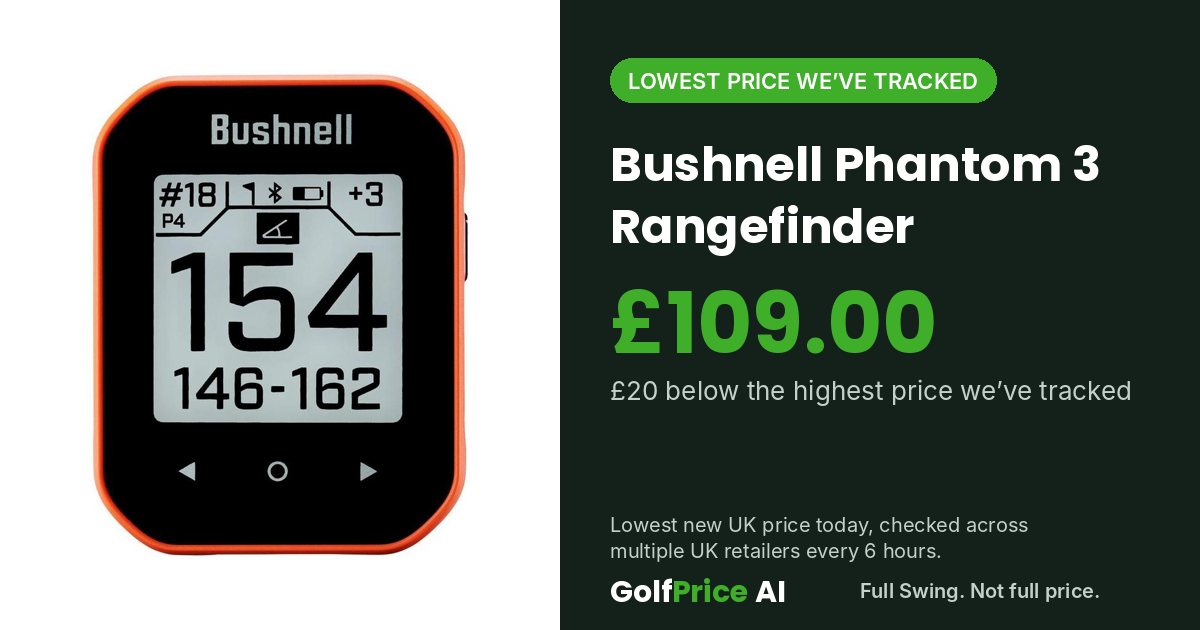 Bushnell
#18
+3
P4
154
146-162
LOWEST PRICE WE’VE TRACKED
Bushnell Phantom 3
Rangefinder
£109.00
£20 below the highest price we’ve tracked
Lowest new UK price today, checked across
multiple UK retailers every 6 hours.
GolfPrice AI
Full Swing. Not full price.